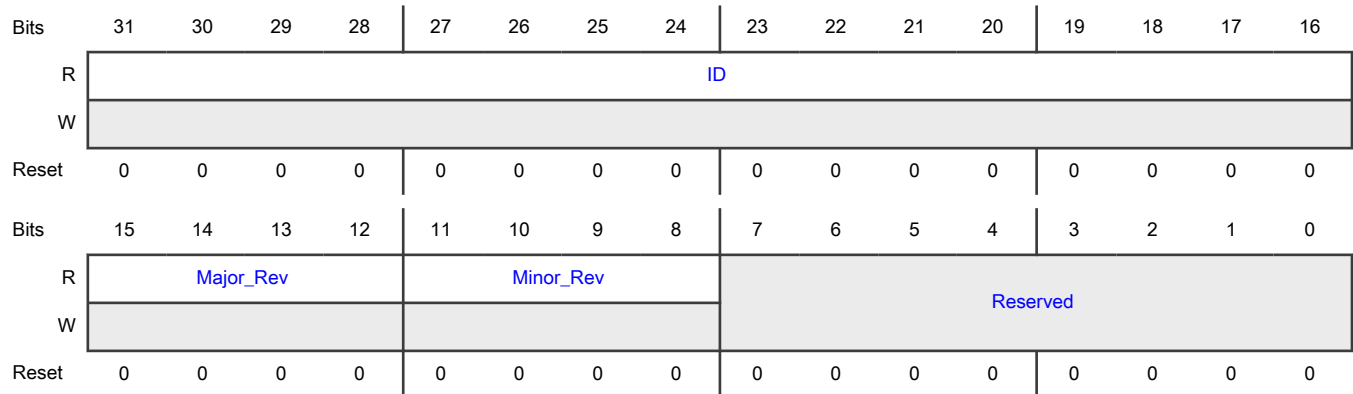 Bits 31 30 29 28 27 26 25 24 23 22 21 20 19 18 17 16
R ID
W
Reset 0 0 0 0 0 0 0 0 0 0 0 0 0 0 0 0
Bits 15 14 13 12 11 10 9 8 7 6 5 4 3 2 1 0
R Major_Rev Minor_Rev
Reserved
W
Reset 0 0 0 0 0 0 0 0 0 0 0 0 0 0 0 0